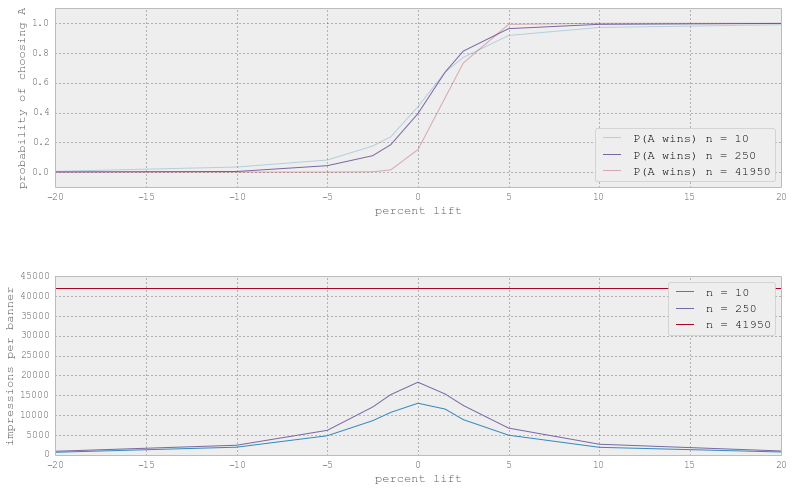 probability of choosing A
1.0
0.8
0.6
0.4
0.2
0.0
P(A wins) n = 10
P(A wins) n = 250
P(A wins) n = 41950
−20 −15 −10 −5 0 5 10 15 20
percent lift
impressions per banner
45000
40000
35000
30000
25000
20000
15000
10000
5000
0
n = 10
n = 250
n = 41950
−20 −15 −10 −5 0 5 10 15 20
percent lift